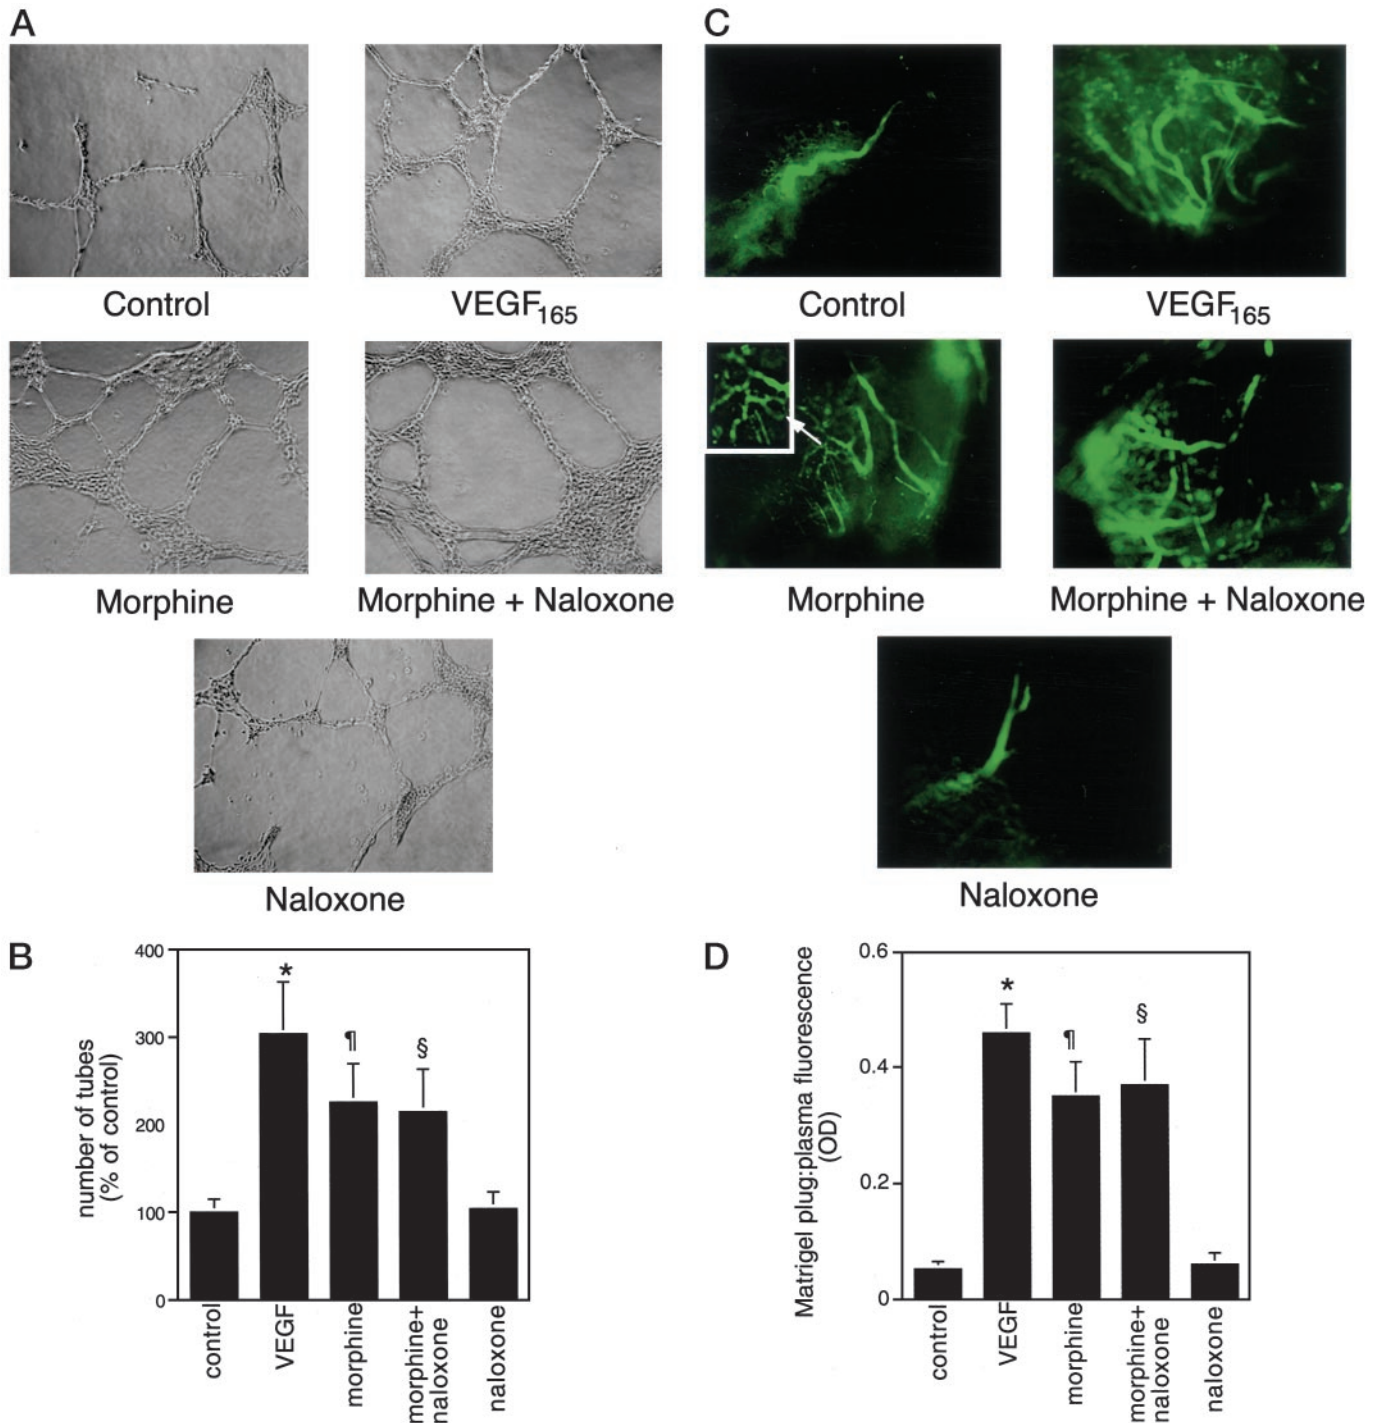 A
Control
VEGF165
Morphine
Morphine + Naloxone
Naloxone
B
number of tubes
(% of control)
400
300
200
100
0
*
¶
§
control
VEGF
morphine
morphine+
naloxone
naloxone
C
Control
VEGF165
Morphine
Morphine + Naloxone
Naloxone
D
Matrigel plug:plasma fluorescence
(OD)
0.6
0.4
0.2
0
*
¶
§
control
VEGF
morphine
morphine+
naloxone
naloxone